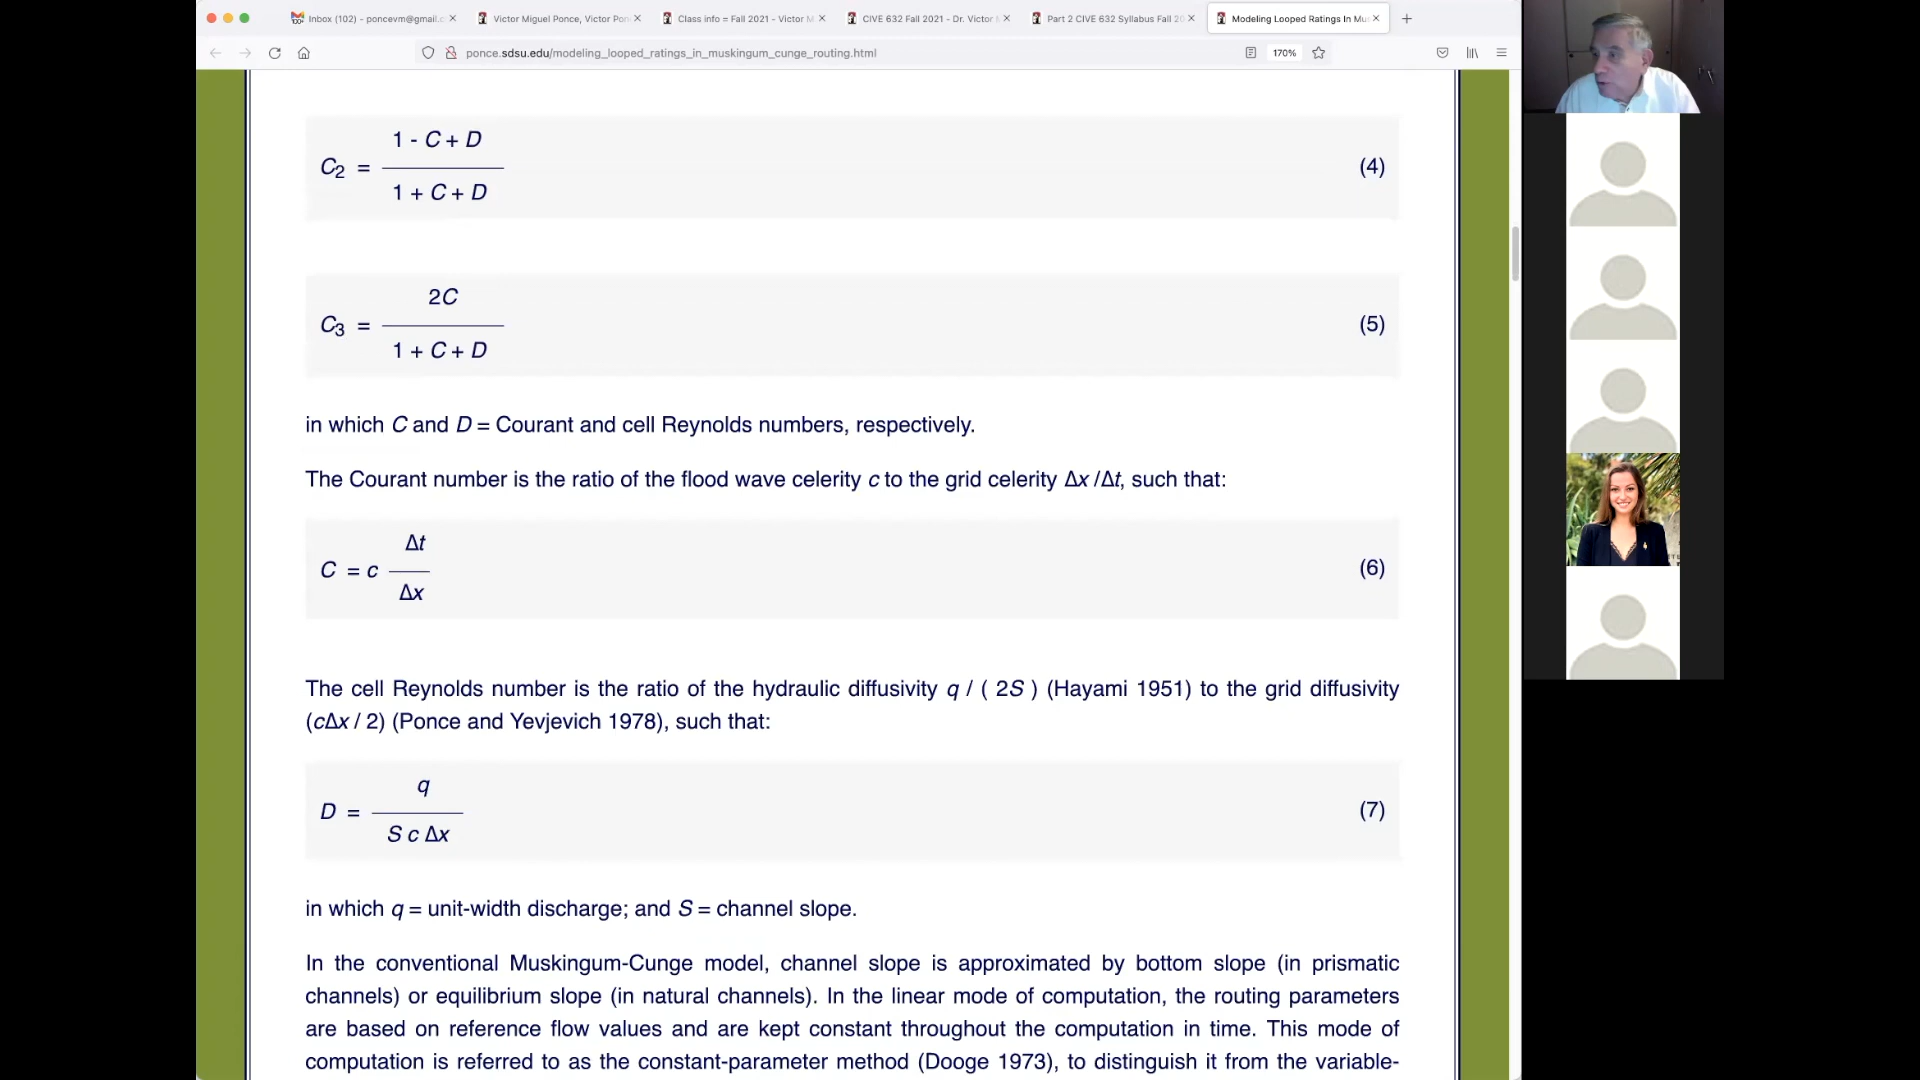 Inbox (102) - poncevm@gmail.c
Victor Miguel Ponce, Victor Pon
Class info = Fall 2021 - Victor M
CIVE 632 Fall 2021 - Dr. Victor
Part 2 CIVE 632 Syllabus Fall 20
Modeling Looped Ratings In Mus
ponce.sdsu.edu/modeling_looped_ratings_in_muskingum_cunge_routing.html
170%
1 - C + D
C2 = (4)
1 + C + D
2C
C3 = (5)
1 + C + D
in which C and D = Courant and cell Reynolds numbers, respectively.
The Courant number is the ratio of the flood wave celerity c to the grid celerity Δx /Δt, such that:
Δt
C = c (6)
Δx
The cell Reynolds number is the ratio of the hydraulic diffusivity q / ( 2S ) (Hayami 1951) to the grid diffusivity
(cΔx / 2) (Ponce and Yevjevich 1978), such that:
q
D = (7)
S c Δx
in which q = unit-width discharge; and S = channel slope.
In the conventional Muskingum-Cunge model, channel slope is approximated by bottom slope (in prismatic
channels) or equilibrium slope (in natural channels). In the linear mode of computation, the routing parameters
are based on reference flow values and are kept constant throughout the computation in time. This mode of
computation is referred to as the constant-parameter method (Dooge 1973), to distinguish it from the variable-